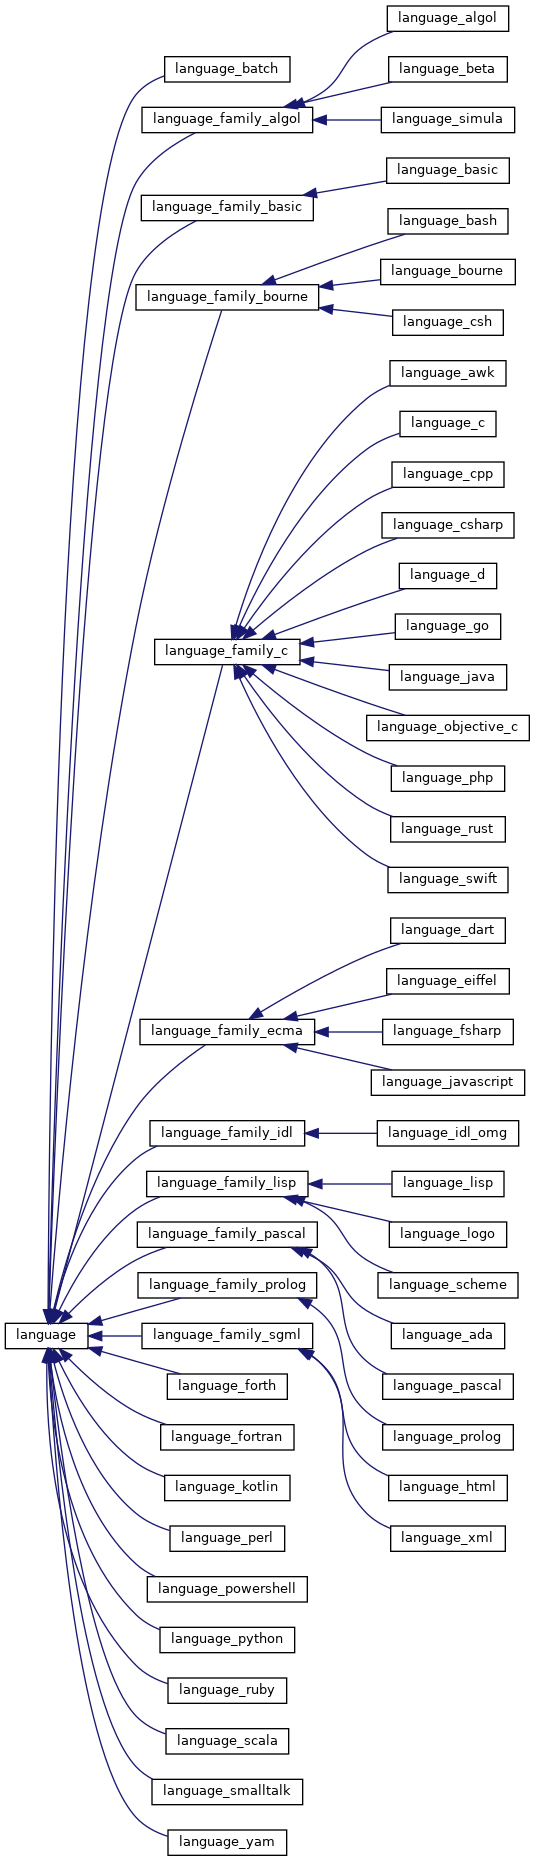 language_algol
language_batch
language_beta
language_family_algol
language_simula
language_basic
language_family_basic
language_bash
language_bourne
language_family_bourne
language_csh
language_awk
language_c
language_cpp
language_csharp
language_d
language_go
language_family_c
language_java
language_objective_c
language_php
language_rust
language_swift
language_dart
language_eiffel
language_family_ecma
language_fsharp
language_javascript
language_family_idl
language_idl_omg
language_family_lisp
language_lisp
language_family_pascal
language_logo
language_family_prolog
language_scheme
language
language_family_sgml
language_ada
language_forth
language_pascal
language_fortran
language_prolog
language_kotlin
language_html
language_perl
language_xml
language_powershell
language_python
language_ruby
language_scala
language_smalltalk
language_yam